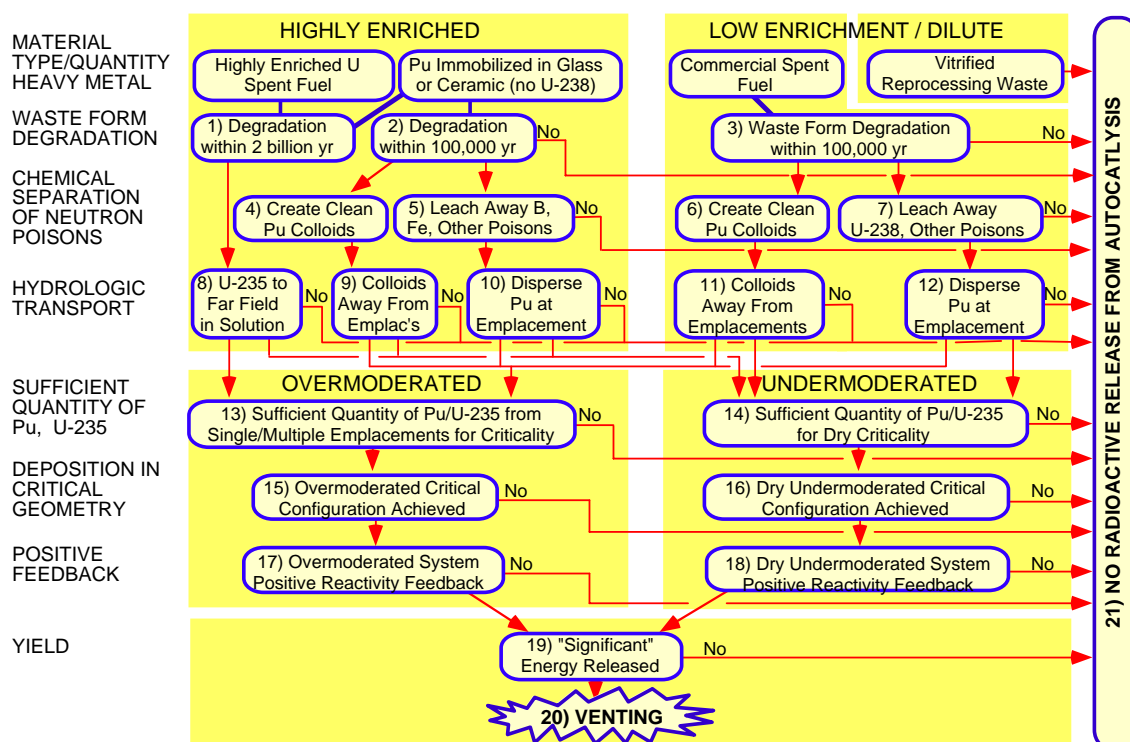 HIGHLY ENRICHED
LOW ENRICHMENT / DILUTE
MATERIAL
TYPE/QUANTITY
HEAVY METAL
Highly Enriched U
Spent Fuel
Pu Immobilized in Glass
or Ceramic (no U-238)
Commercial Spent
Fuel
Vitrified
Reprocessing Waste
WASTE FORM
DEGRADATION
1) Degradation
within 2 billion yr
2) Degradation
within 100,000 yr
No
3) Waste Form Degradation
within 100,000 yr
No
CHEMICAL
SEPARATION
OF NEUTRON
POISONS
4) Create Clean
Pu Colloids
5) Leach Away B,
Fe, Other Poisons
No
6) Create Clean
Pu Colloids
7) Leach Away
U-238, Other Poisons
No
HYDROLOGIC
TRANSPORT
8) U-235 to
Far Field
in Solution
No
9) Colloids
Away From
Emplac's
No
10) Disperse
Pu at
Emplacement
No
11) Colloids
Away From
Emplacements
No
12) Disperse
Pu at
Emplacement
No
OVERMODERATED
UNDERMODERATED
SUFFICIENT
QUANTITY OF
Pu, U-235
13) Sufficient Quantity of Pu/U-235 from
Single/Multiple Emplacements for Criticality
No
14) Sufficient Quantity of Pu/U-235
for Dry Criticality
No
DEPOSITION IN
CRITICAL
GEOMETRY
15) Overmoderated Critical
Configuration Achieved
No
16) Dry Undermoderated Critical
Configuration Achieved
No
POSITIVE
FEEDBACK
17) Overmoderated System
Positive Reactivity Feedback
No
18) Dry Undermoderated System
Positive Reactivity Feedback
No
YIELD
19) "Significant"
Energy Released
No
20) VENTING
21) NO RADIOACTIVE RELEASE FROM AUTOCATLYSIS